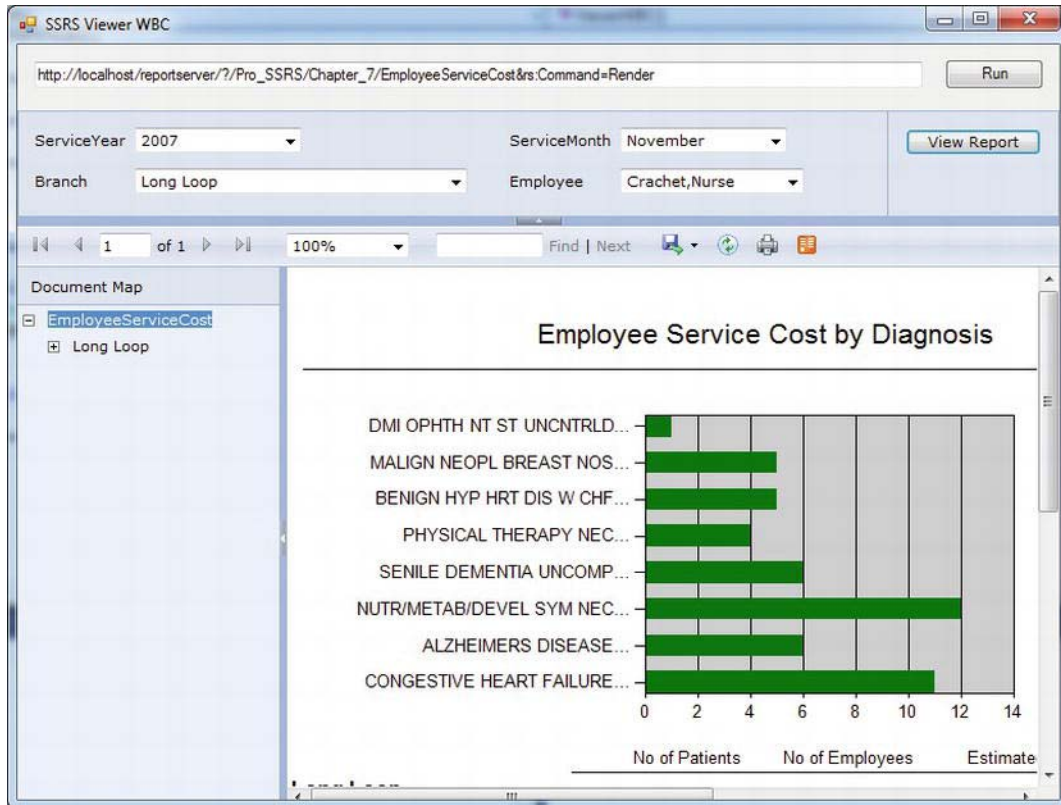 SSRS Viewer WBC
http://localhost/reportserver/?/Pro_SSRS/Chapter_7/EmployeeServiceCost&rs:Command=Render Run
ServiceYear 2007 ServiceMonth November View Report
Branch Long Loop Employee Crachet,Nurse
1 of 1 100% Find | Next
Document Map
EmployeeServiceCost
Long Loop
Employee Service Cost by Diagnosis
DMI OPHTH NT ST UNCNTRLD...
MALIGN NEOPL BREAST NOS...
BENIGN HYP HRT DIS W CHF...
PHYSICAL THERAPY NEC...
SENILE DEMENTIA UNCOMP...
NUTR/METAB/DEVEL SYM NEC...
ALZHEIMERS DISEASE...
CONGESTIVE HEART FAILURE...
0 2 4 6 8 10 12 14
No of Patients No of Employees Estimate